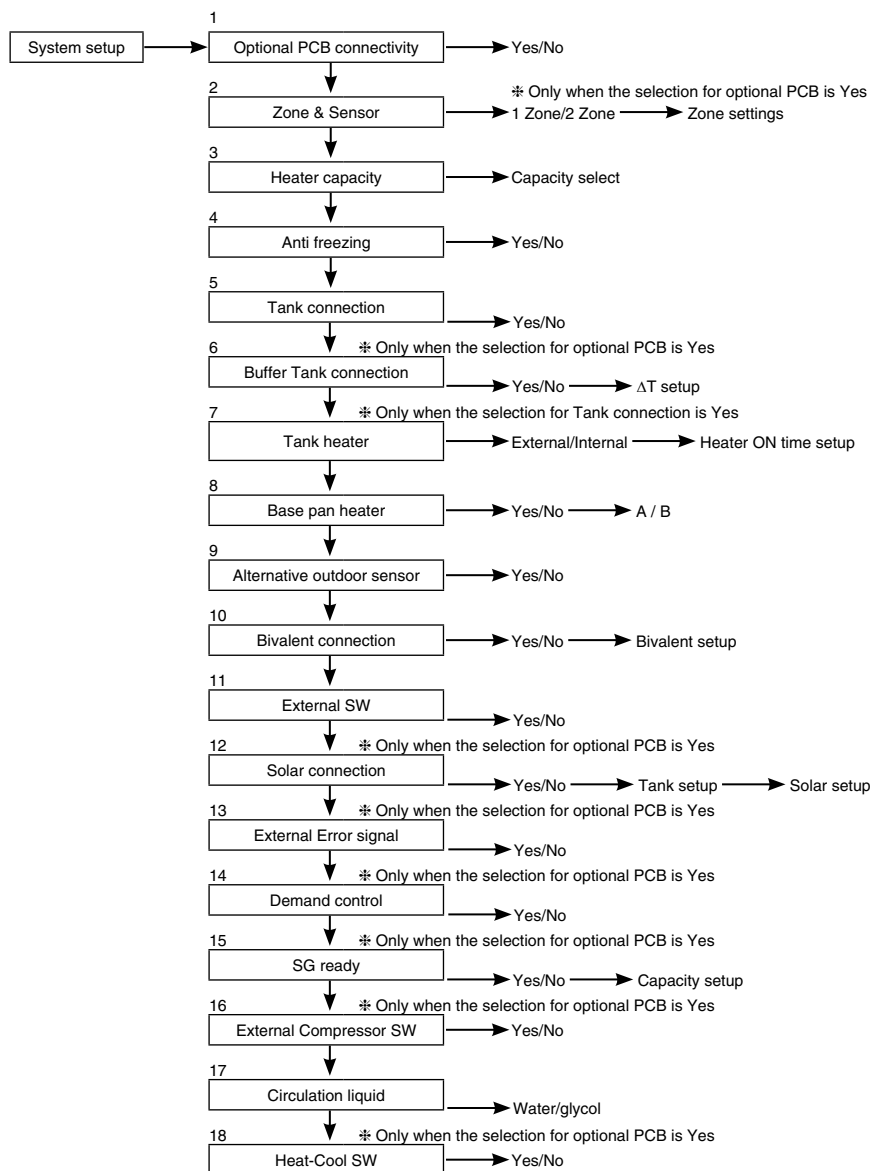 1
System setup Optional PCB connectivity Yes/No
2 ⁜ Only when the selection for optional PCB is Yes
Zone & Sensor 1 Zone/2 Zone Zone settings
3
Heater capacity Capacity select
4
Anti freezing Yes/No
5
Tank connection Yes/No
6 ⁜ Only when the selection for optional PCB is Yes
Buffer Tank connection Yes/No ΔT setup
7 ⁜ Only when the selection for Tank connection is Yes
Tank heater External/Internal Heater ON time setup
8
Base pan heater Yes/No A / B
9
Alternative outdoor sensor Yes/No
10
Bivalent connection Yes/No Bivalent setup
11
External SW Yes/No
12 ⁜ Only when the selection for optional PCB is Yes
Solar connection Yes/No Tank setup Solar setup
13 ⁜ Only when the selection for optional PCB is Yes
External Error signal Yes/No
14 ⁜ Only when the selection for optional PCB is Yes
Demand control Yes/No
15 ⁜ Only when the selection for optional PCB is Yes
SG ready Yes/No Capacity setup
16 ⁜ Only when the selection for optional PCB is Yes
External Compressor SW Yes/No
17
Circulation liquid Water/glycol
18 ⁜ Only when the selection for optional PCB is Yes
Heat-Cool SW Yes/No